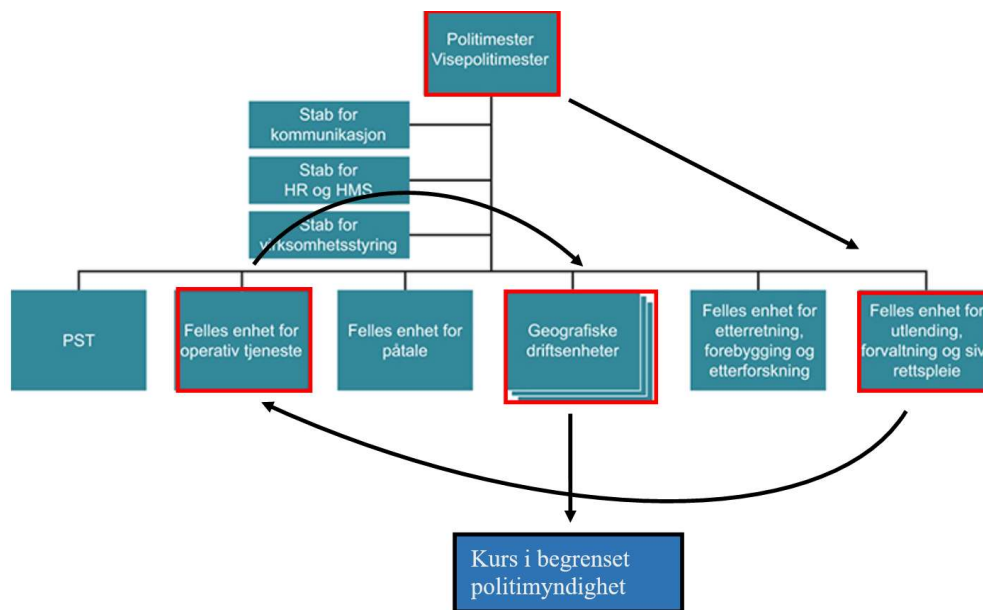 Politimester
Visepolitimester
Stab for
kommunikasjon
Stab for
HR og HMS
Stab for
virksomhetsstyring
PST
Felles enhet for
operativ tjeneste
Felles enhet for
påtale
Geografiske
driftsenheter
Felles enhet for
etterretning,
forebygging og
etterforskning
Felles enhet for
utlending,
forvaltning og siv
rettspleie
Kurs i begrenset
politimyndighet